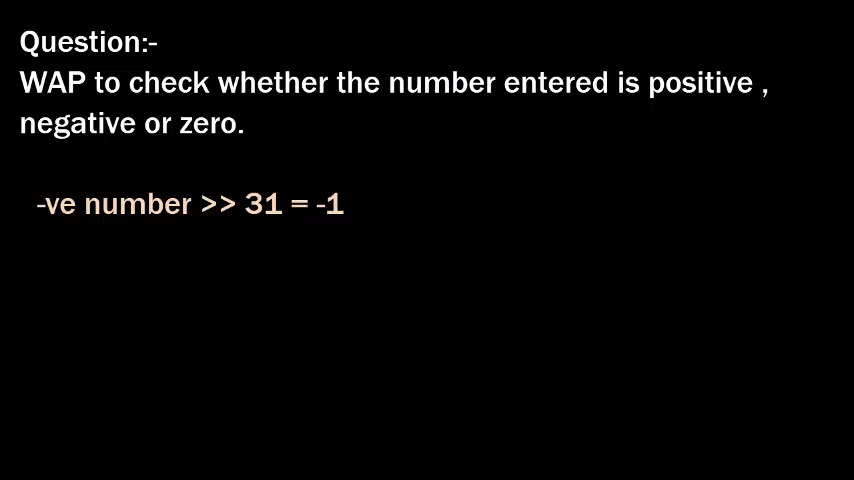 Question:-
WAP to check whether the number entered is positive ,
negative or zero.
-ve number >> 31 = -1